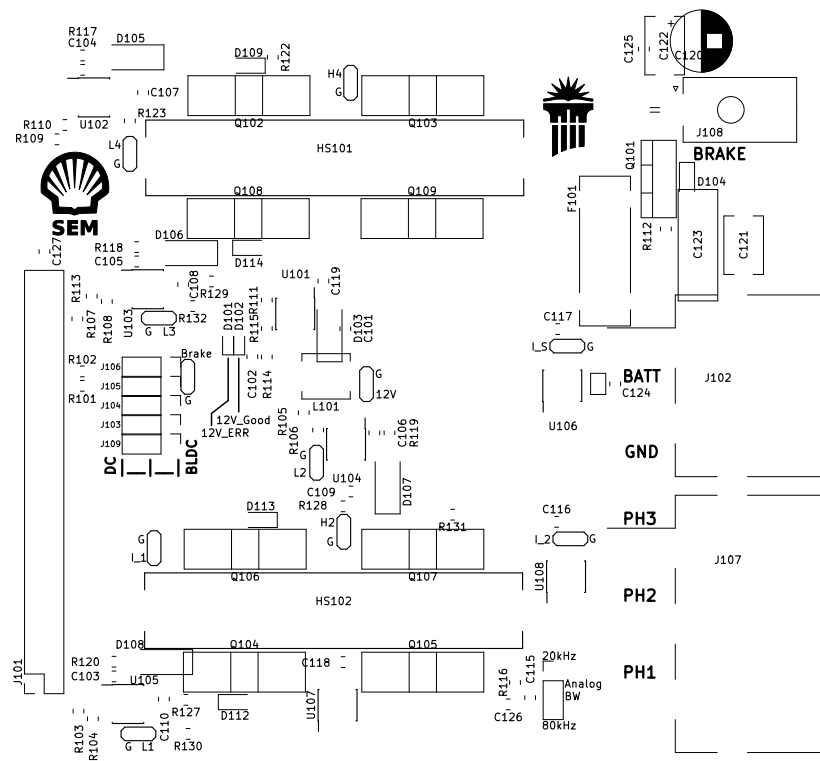 R117
C104
D105
D109
R122
H4
G
C125
C122
+
C120
C107
U102
R123
R110
R109
Q102
Q103
J108
BRAKE
L4
G
HS101
Q101
D104
SEM
Q108
Q109
F101
R112
C123
C121
D106
R118
C105
D114
C127
U101
C119
C108
R129
R113
R107
R108
U103
G L3
R132
R111
R115
D101
D102
D103
C101
C117
I_S
G
R102
R101
Brake
G
J106
J105
J104
J103
J109
C102
R114
G
12V
L101
BATT
C124
J102
U106
12V_Good
12V_ERR
R105
R106
C106
R119
DC
BLDC
G
L2
U104
C109
R128
D107
GND
D113
H2
G
R131
C116
PH3
I_2
G
G
I_1
Q106
Q107
U108
J107
HS102
PH2
D108
Q104
Q105
R120
C103
U105
C118
J101
PH1
20kHz
C115
R116
Analog
BW
80kHz
C126
U107
D112
C110
R127
R130
R103
R104
G L1